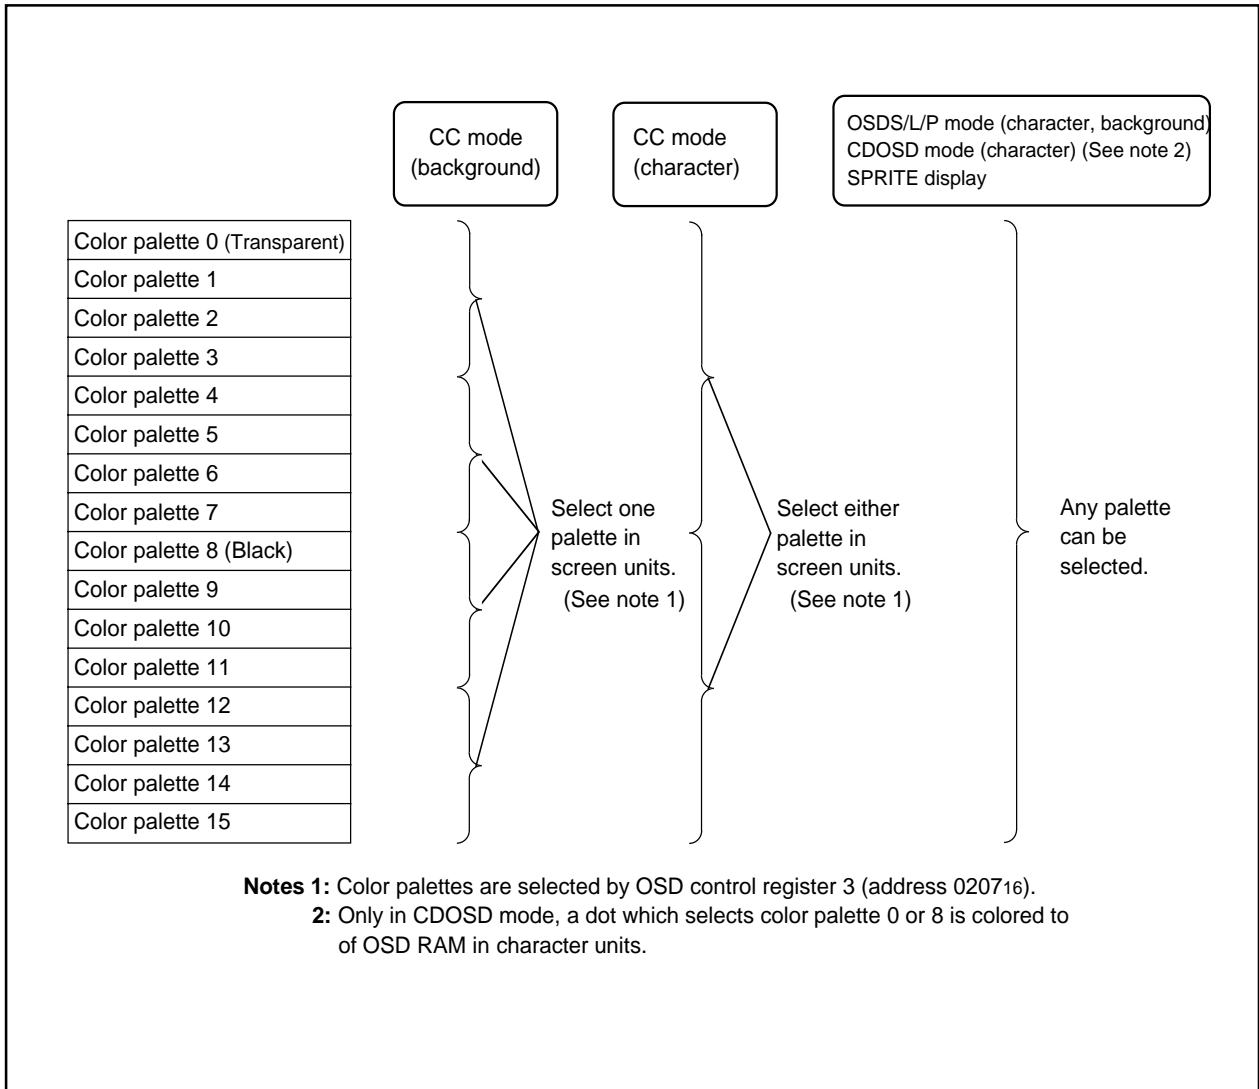 CC mode
(background)
CC mode
(character)
OSDS/L/P mode (character, background)
CDOSD mode (character) (See note 2)
SPRITE display
Color palette 0 (Transparent)
Color palette 1
Color palette 2
Color palette 3
Color palette 4
Color palette 5
Color palette 6
Color palette 7
Color palette 8 (Black)
Color palette 9
Color palette 10
Color palette 11
Color palette 12
Color palette 13
Color palette 14
Color palette 15
Select one
palette in
screen units.
(See note 1)
Select either
palette in
screen units.
(See note 1)
Any palette
can be
selected.
Notes 1: Color palettes are selected by OSD control register 3 (address 020716).
2: Only in CDOSD mode, a dot which selects color palette 0 or 8 is colored to
of OSD RAM in character units.